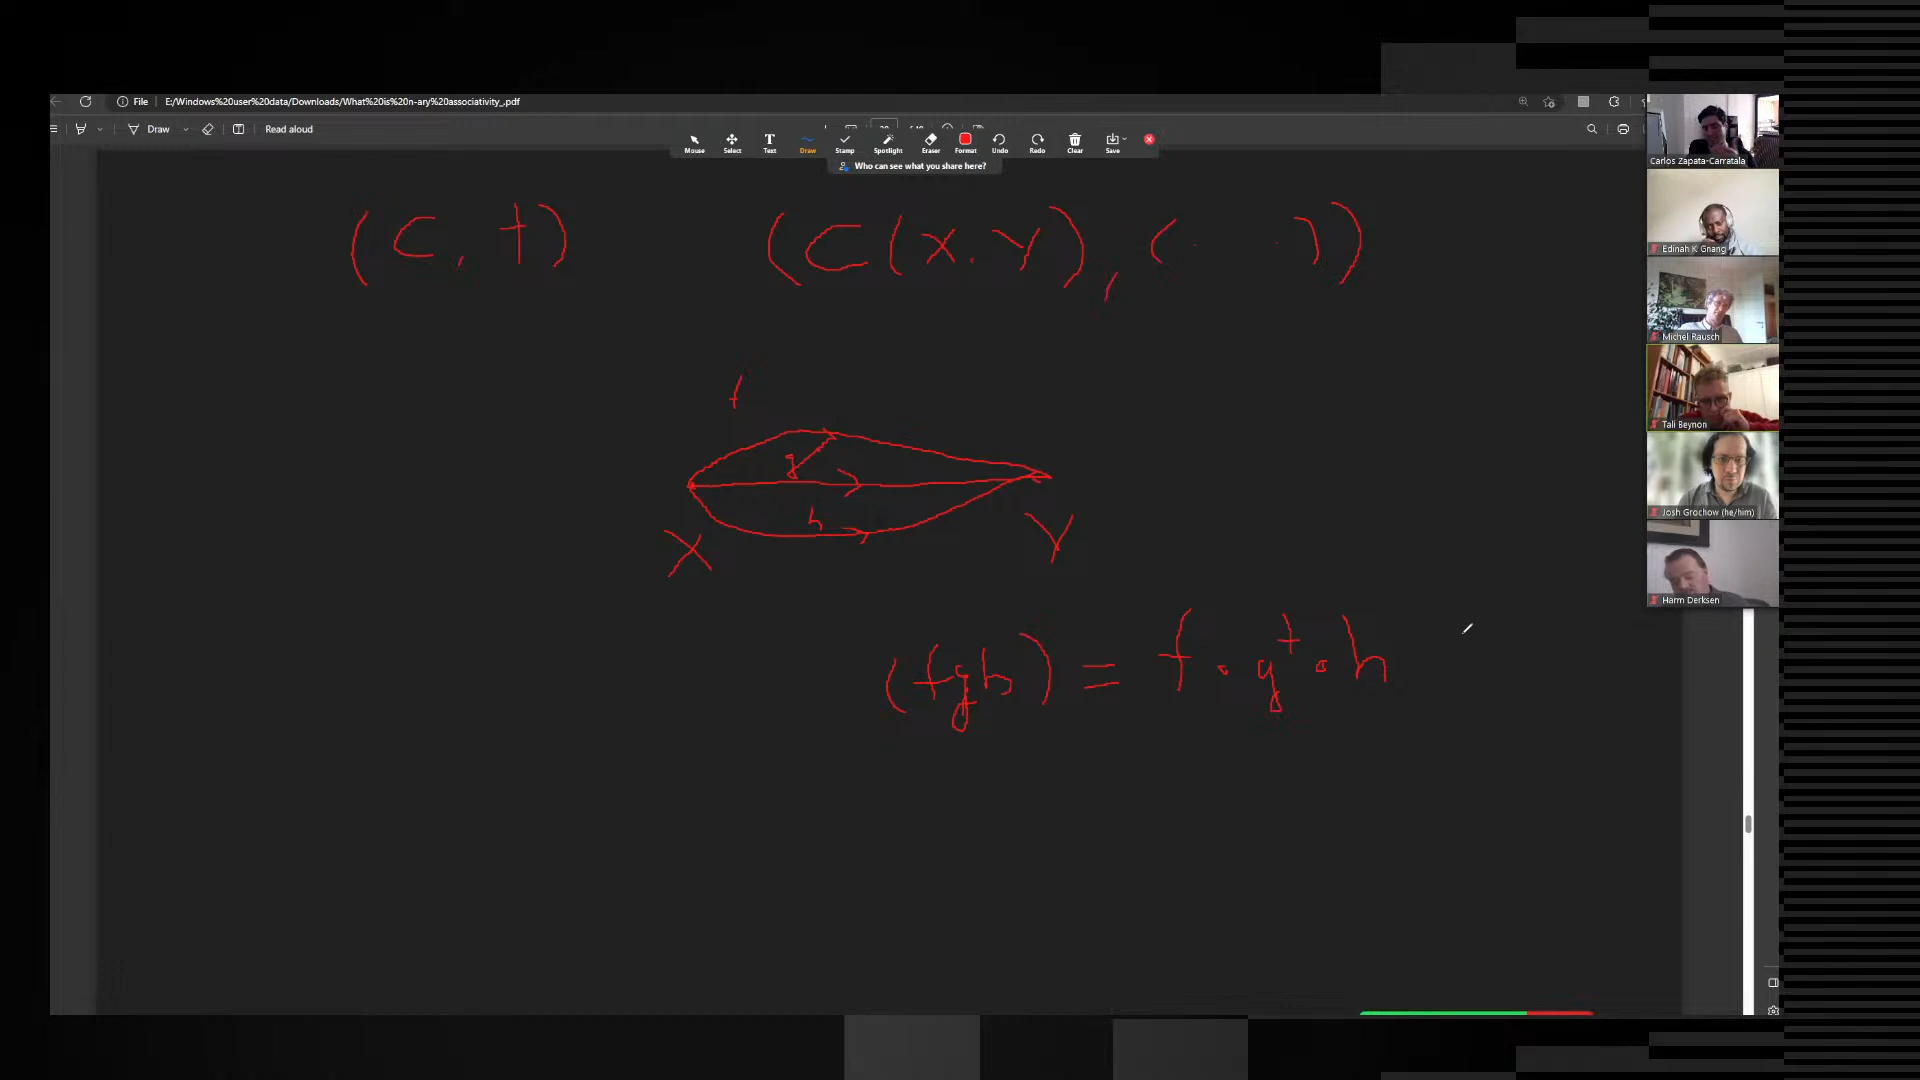 File E:/Windows%20user%20data/Downloads/What%20is%20n-ary%20associativity_.pdf
Draw Read aloud
Mouse Select Text Draw Stamp Spotlight Eraser Format Undo Redo Clear Save
Who can see what you share here?
(C, †) (C(X, Y), (· · ·))
f
g
h
X Y
(fgh) = f ∘ g† ∘ h
Carlos Zapata-Carratala
Edinah K Gnang
Michel Rausch
Tali Beynon
Josh Grochow (he/him)
Harm Derksen